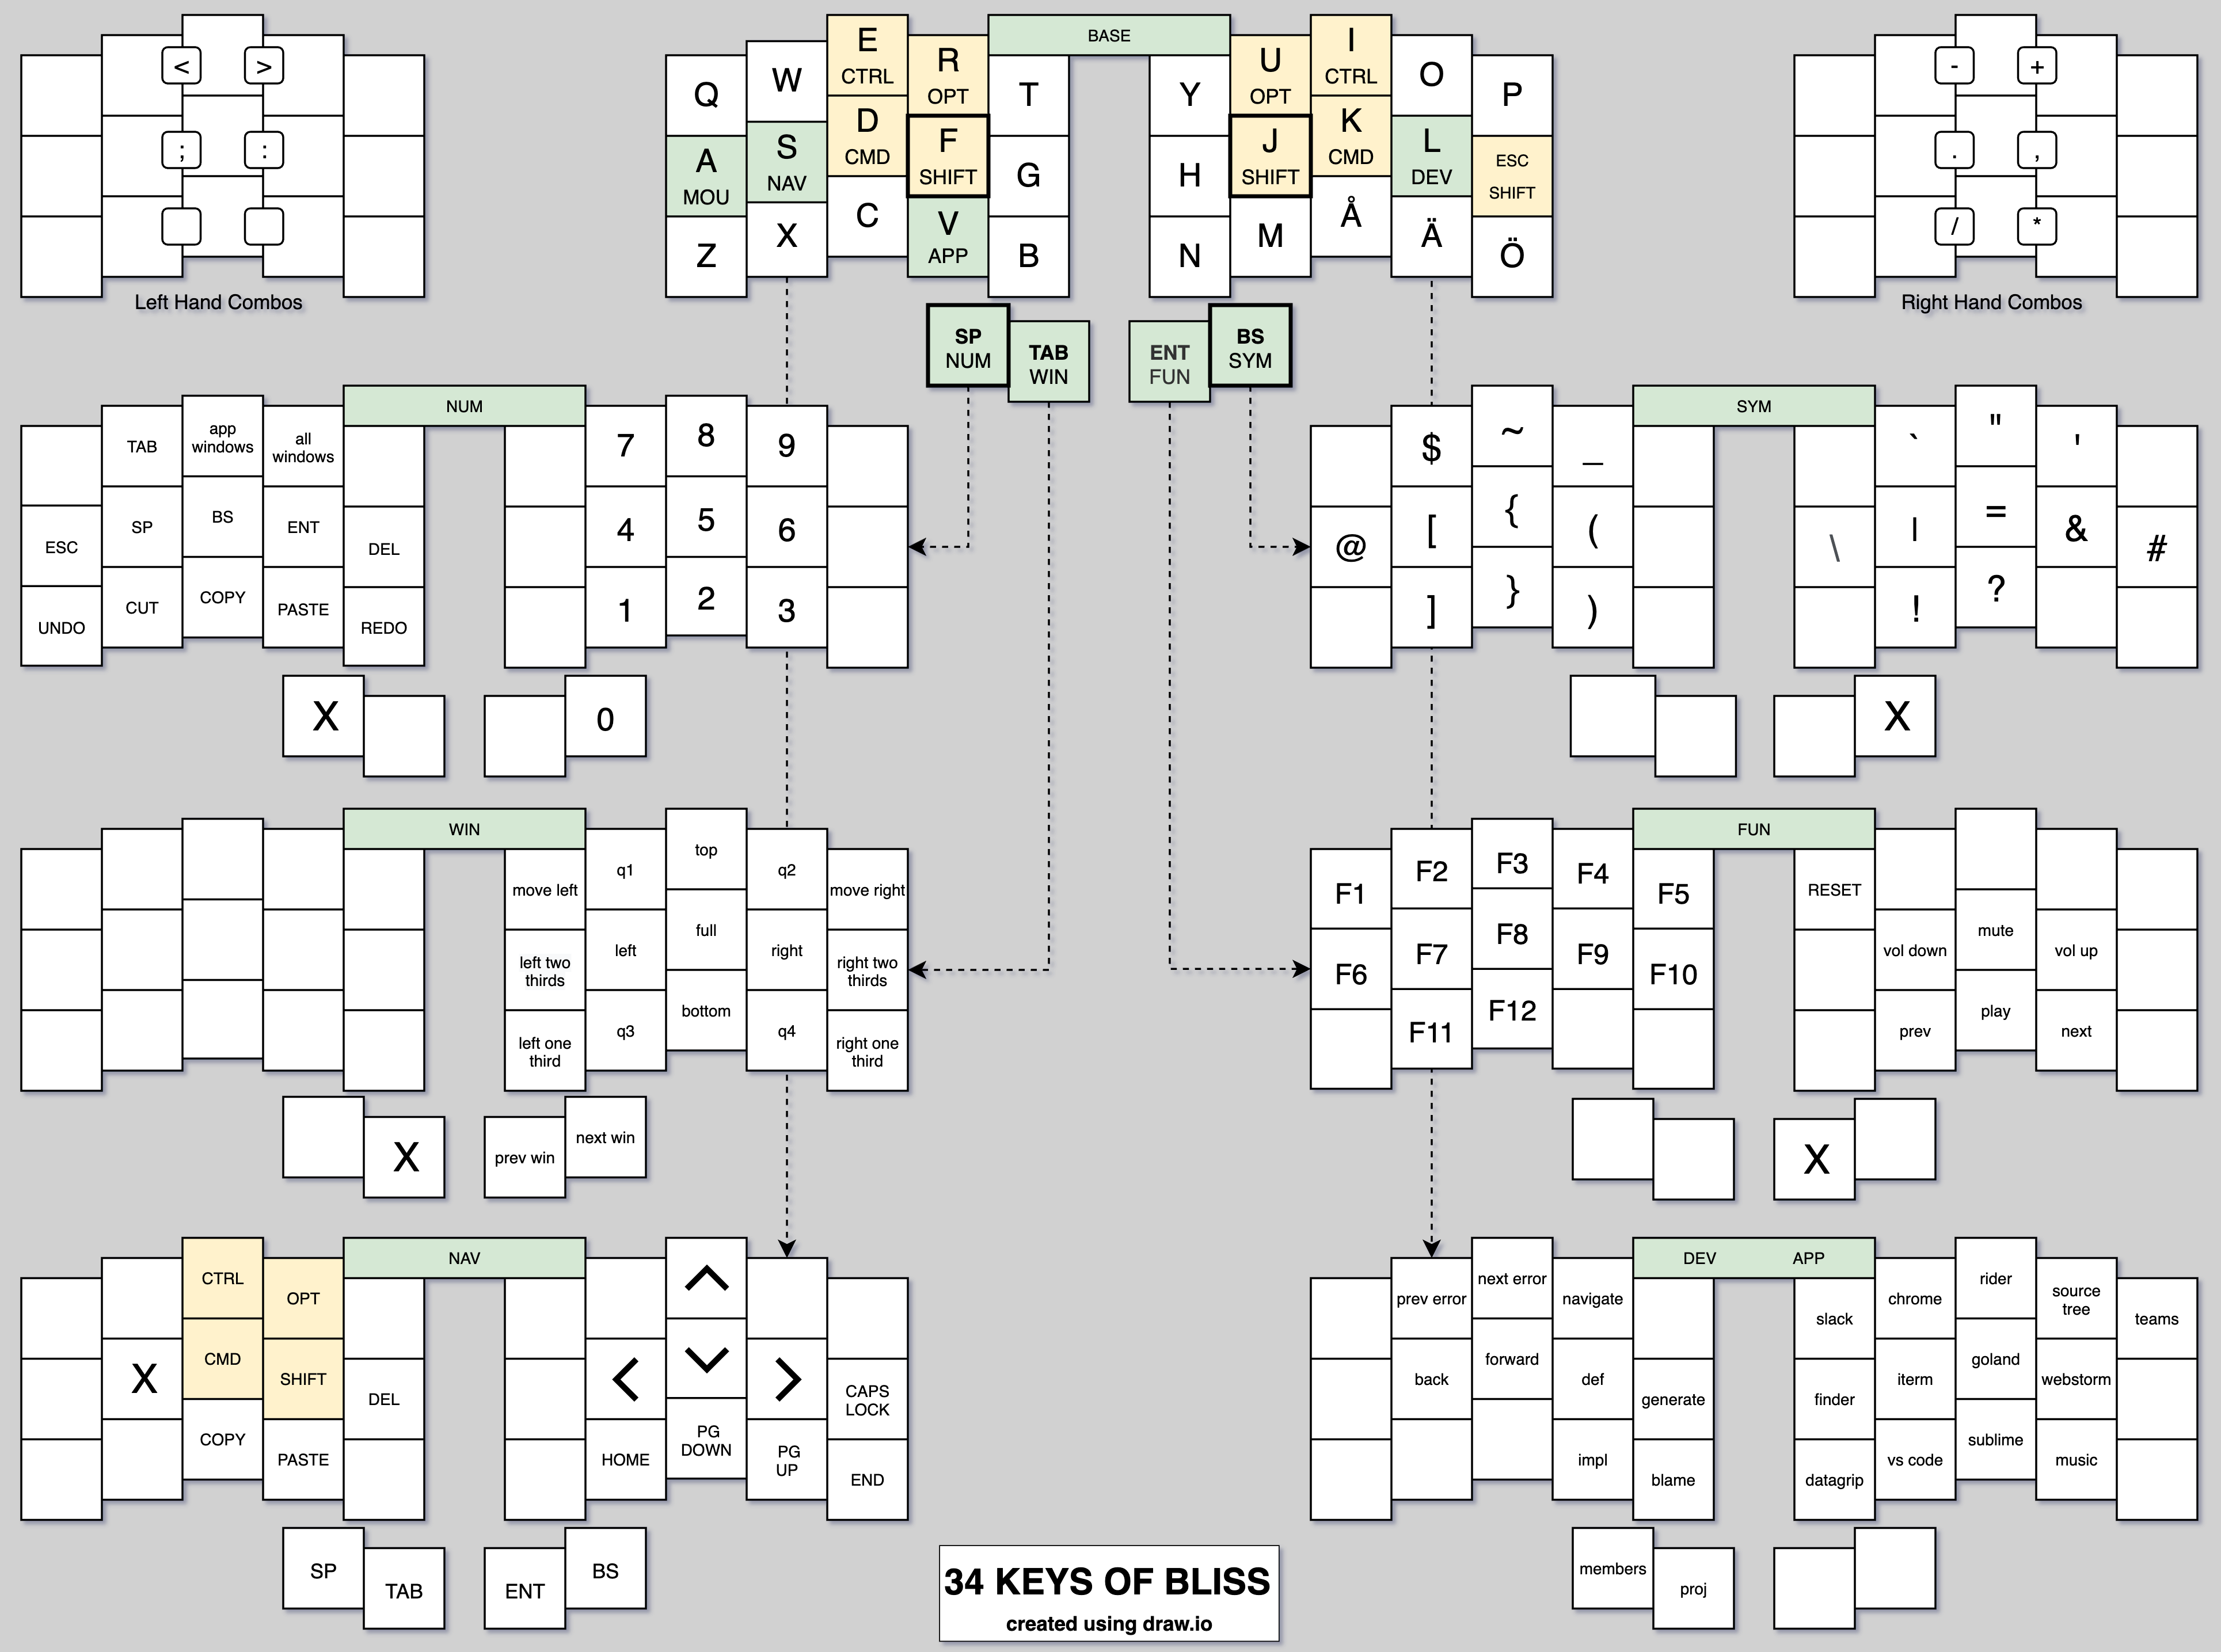 < >
; :
Left Hand Combos
BASE
Q W E R T Y U I O P
CTRL OPT OPT CTRL
A S D F G H J K L ESC
MOU NAV CMD SHIFT SHIFT CMD DEV SHIFT
Z X C V B N M Å Ä Ö
APP
SP TAB ENT BS
NUM WIN FUN SYM
- +
. ,
/ *
Right Hand Combos
NUM
TAB app windows all windows 7 8 9
ESC SP BS ENT DEL 4 5 6
UNDO CUT COPY PASTE REDO 1 2 3
X 0
SYM
$ ~ _ ` " '
@ [ { ( \ | = & #
] } ) ! ?
X
WIN
move left q1 top q2 move right
left two thirds left full right right two thirds
left one third q3 bottom q4 right one third
X prev win next win
FUN
F1 F2 F3 F4 F5 RESET
F6 F7 F8 F9 F10 vol down mute vol up
F11 F12 prev play next
X
NAV
CTRL OPT
X CMD SHIFT DEL CAPS LOCK
COPY PASTE HOME PG DOWN PG UP END
SP TAB ENT BS
DEV APP
prev error next error navigate slack chrome rider source tree teams
back forward def generate finder iterm goland webstorm
impl blame datagrip vs code sublime music
members proj
34 KEYS OF BLISS
created using draw.io